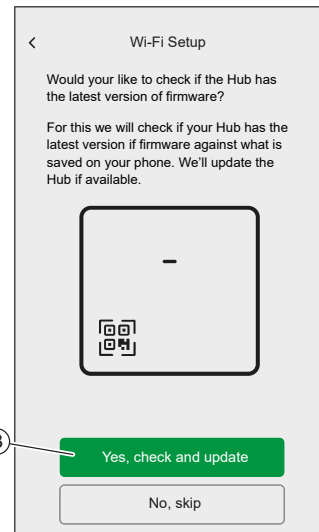 Wi-Fi Setup
Would your like to check if the Hub has
the latest version of firmware?
For this we will check if your Hub has the
latest version if firmware against what is
saved on your phone. We'll update the
Hub if available.
Yes, check and update
No, skip